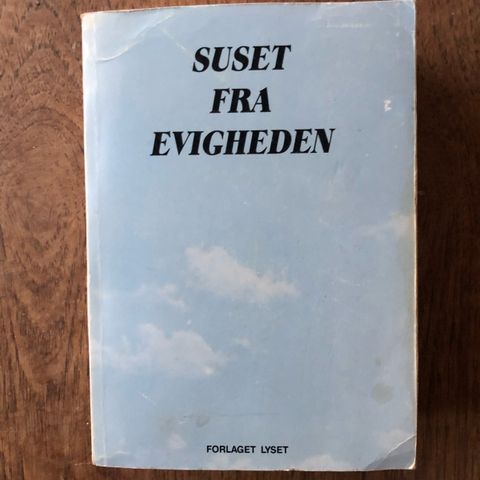 SUSET
FRA
EVIGHEDEN
FORLAGET LYSET